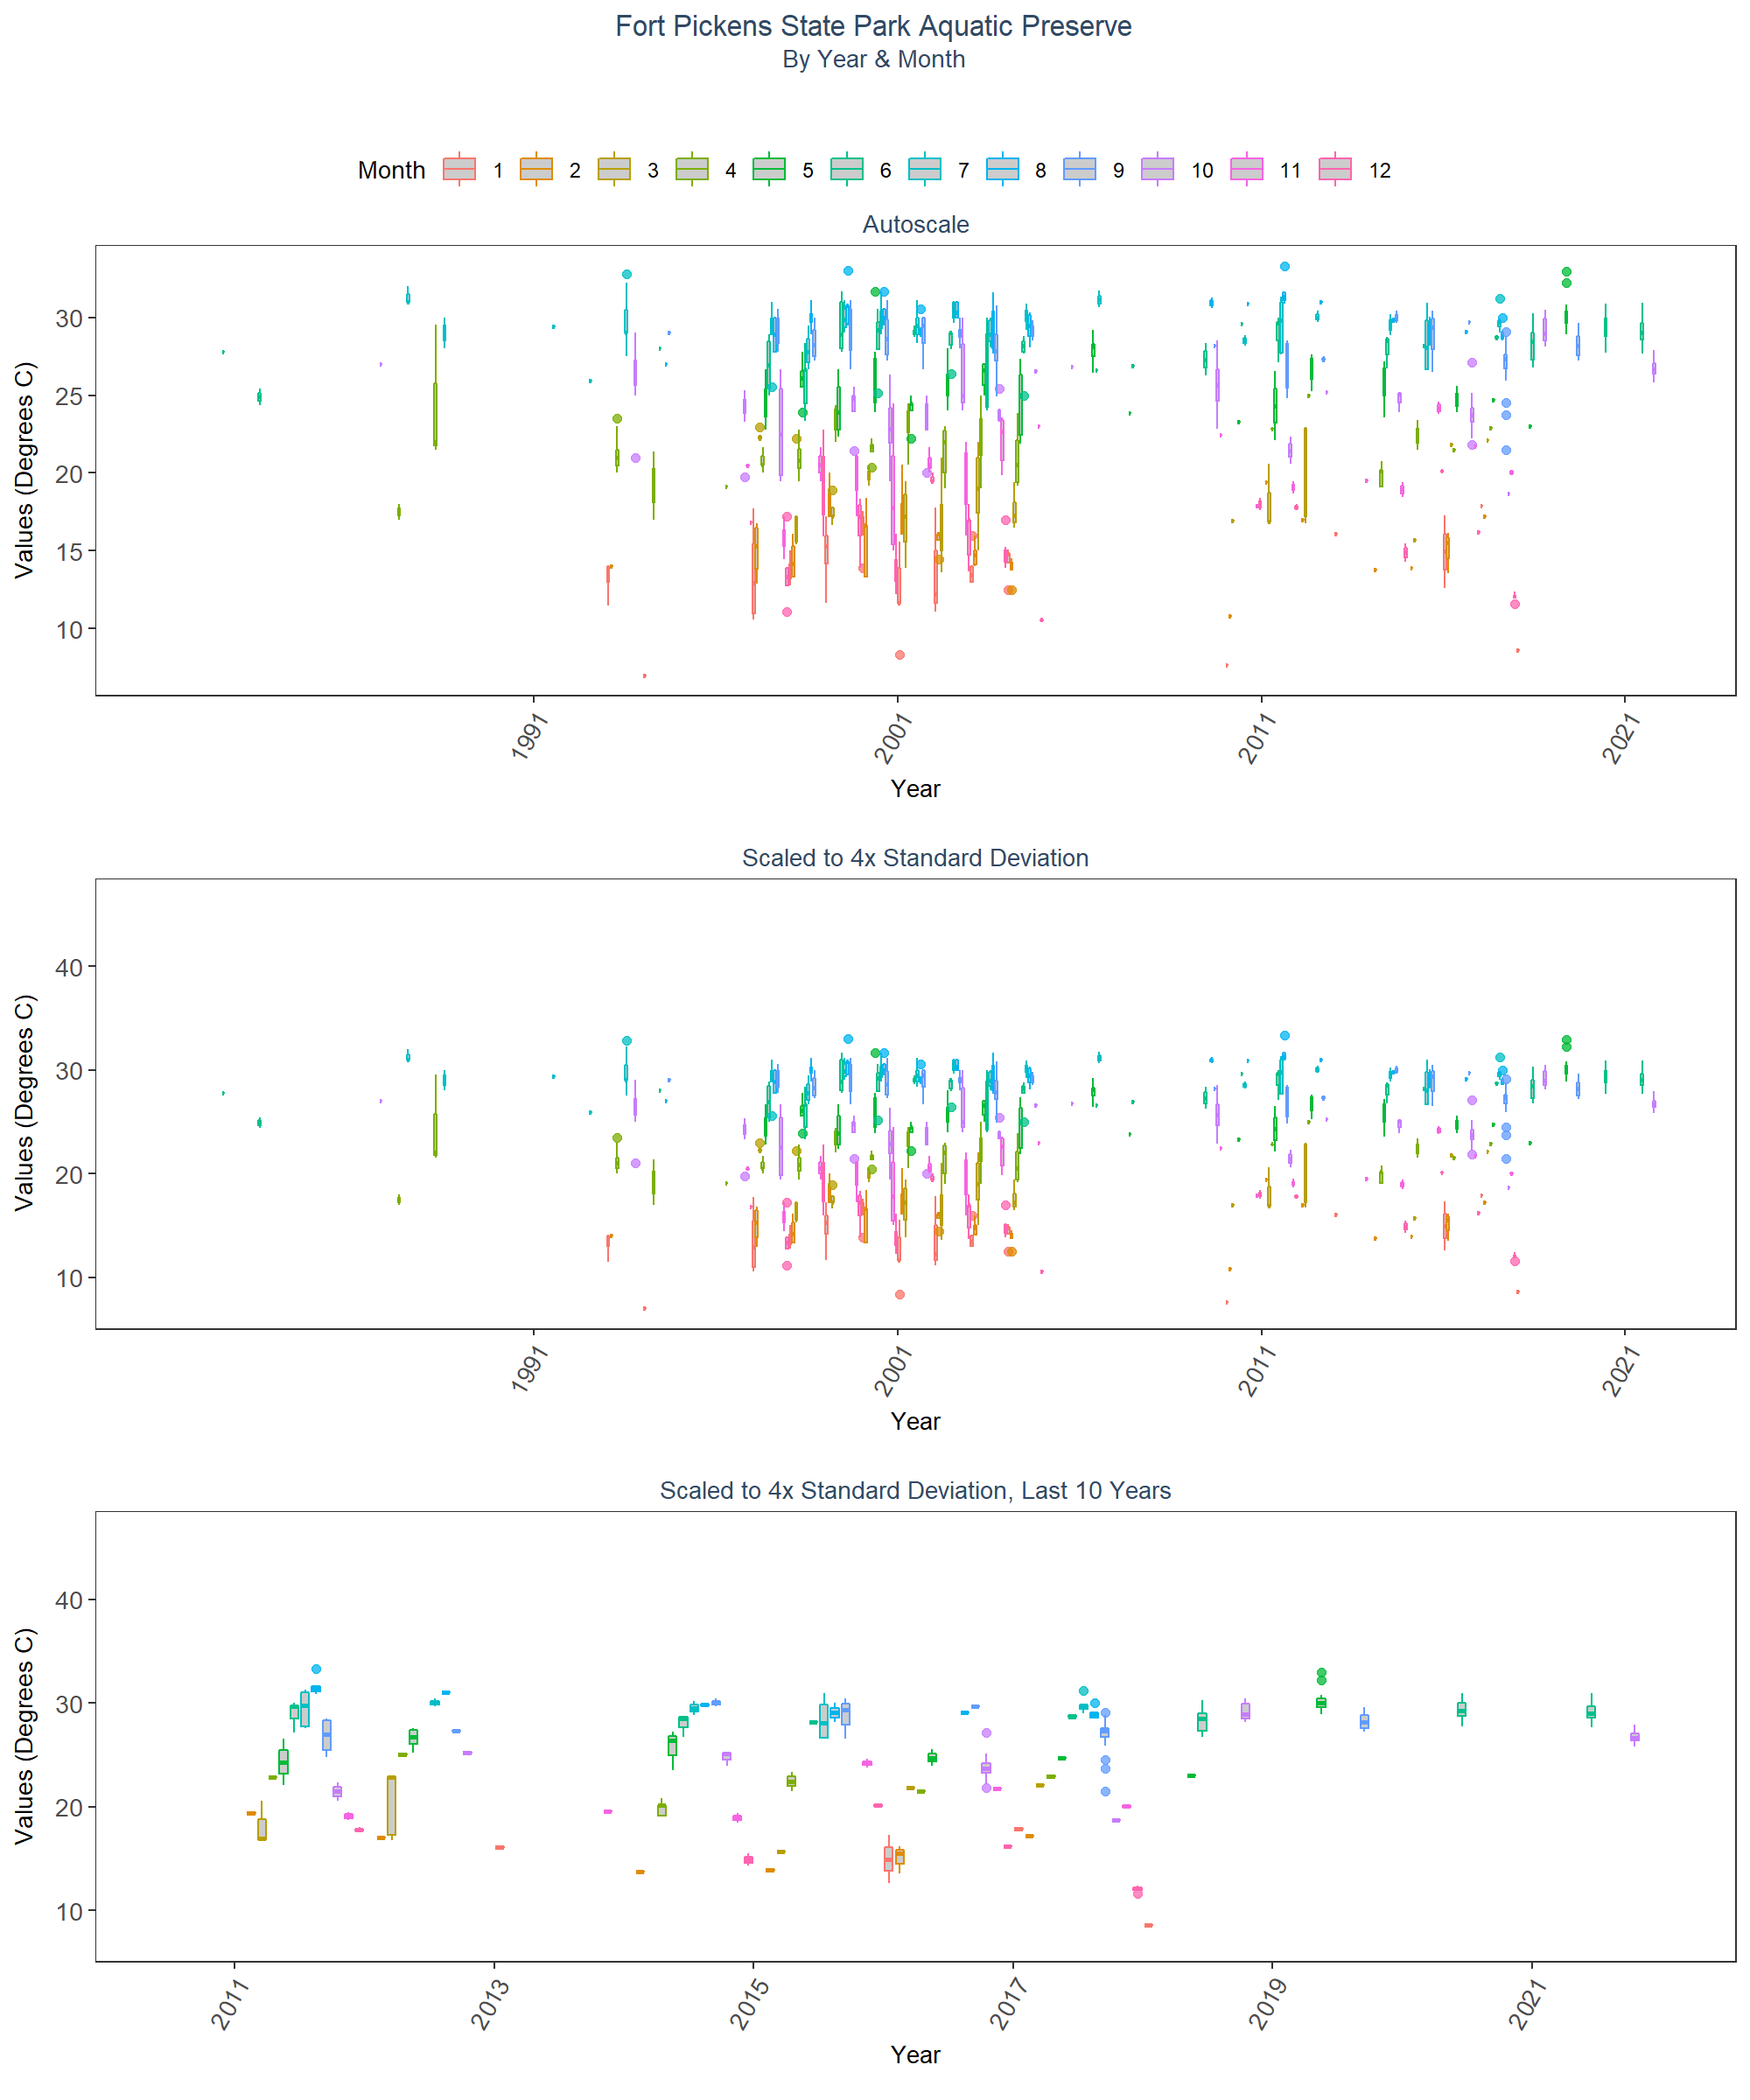 Fort Pickens State Park Aquatic Preserve
By Year & Month
Month 1 2 3 4 5 6 7 8 9 10 11 12
Autoscale
Values (Degrees C)
30
25
20
15
10
1991 2001 2011 2021
Year
Scaled to 4x Standard Deviation
Values (Degrees C)
40
30
20
10
1991 2001 2011 2021
Year
Scaled to 4x Standard Deviation, Last 10 Years
Values (Degrees C)
40
30
20
10
2011 2013 2015 2017 2019 2021
Year